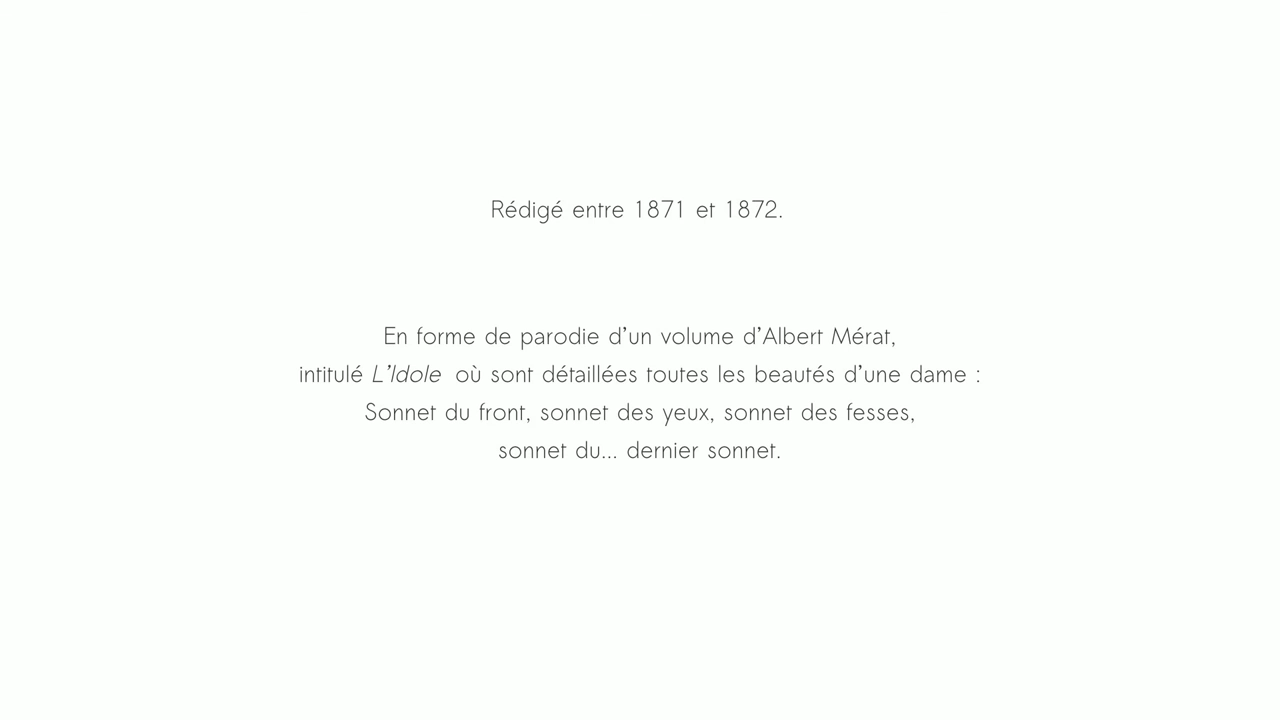 Rédigé entre 1871 et 1872.
En forme de parodie d’un volume d’Albert Mérat,
intitulé L’Idole où sont détaillées toutes les beautés d’une dame :
Sonnet du front, sonnet des yeux, sonnet des fesses,
sonnet du... dernier sonnet.